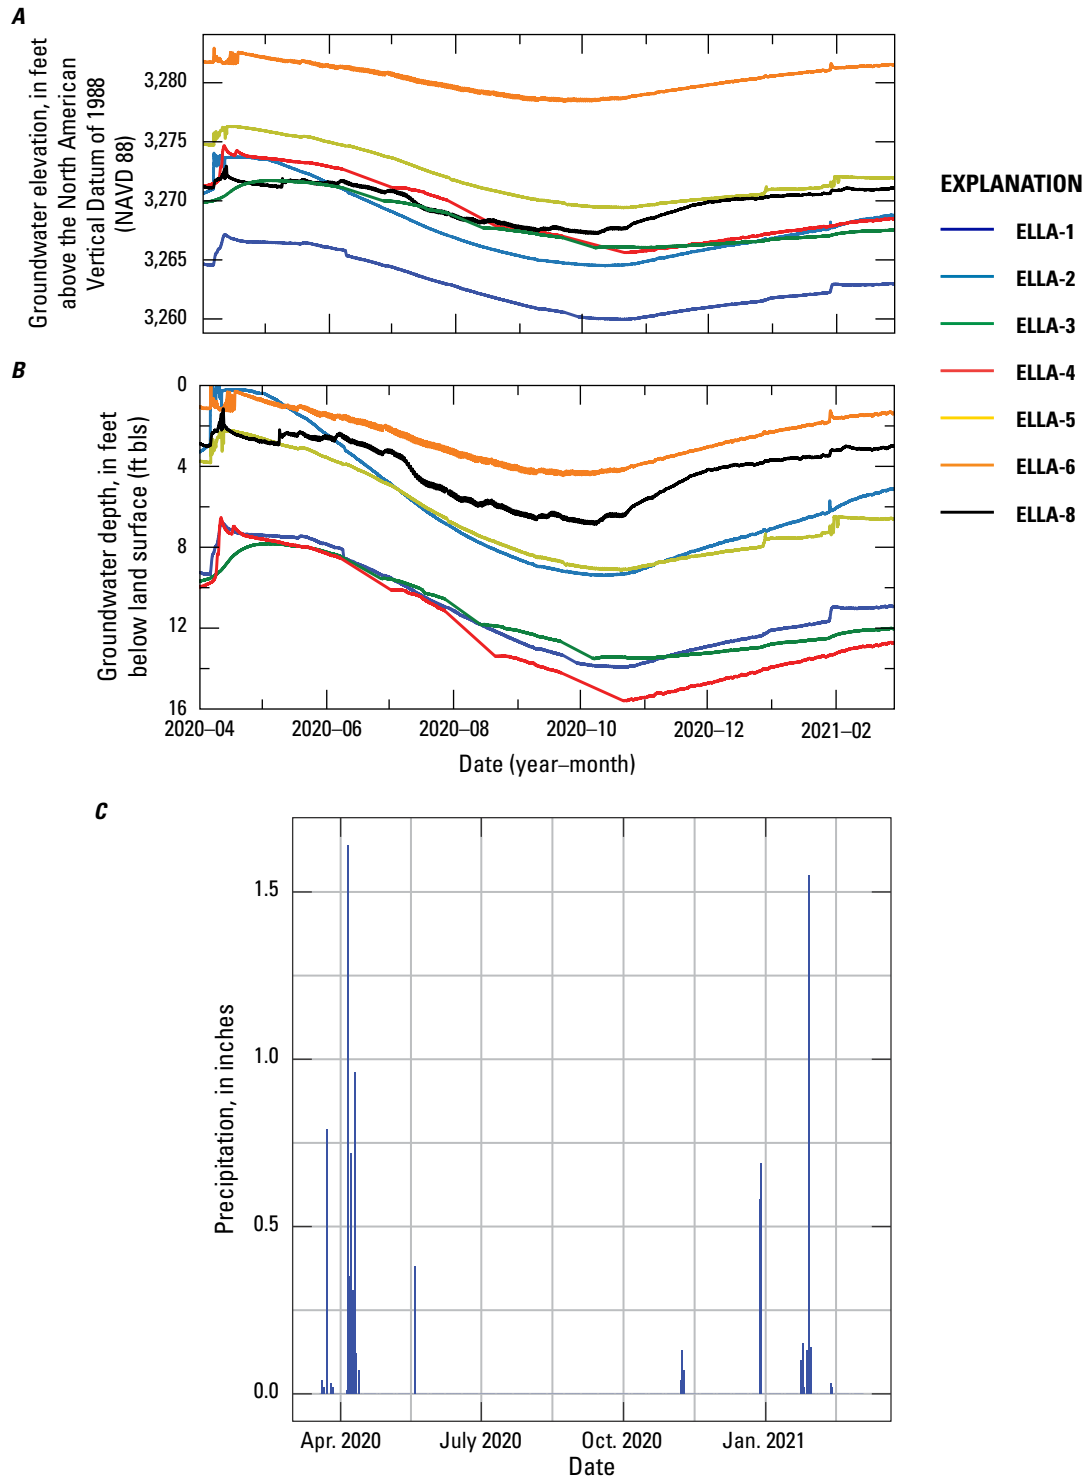 A
Groundwater elevation, in feet
above the North American
Vertical Datum of 1988
(NAVD 88)
3,280
3,275
3,270
3,265
3,260
EXPLANATION
ELLA-1
ELLA-2
ELLA-3
ELLA-4
ELLA-5
ELLA-6
ELLA-8
B
Groundwater depth, in feet
below land surface (ft bls)
0
4
8
12
16
2020–04
2020–06
2020–08
2020–10
2020–12
2021–02
Date (year–month)
C
Precipitation, in inches
1.5
1.0
0.5
0.0
Apr. 2020
July 2020
Oct. 2020
Jan. 2021
Date